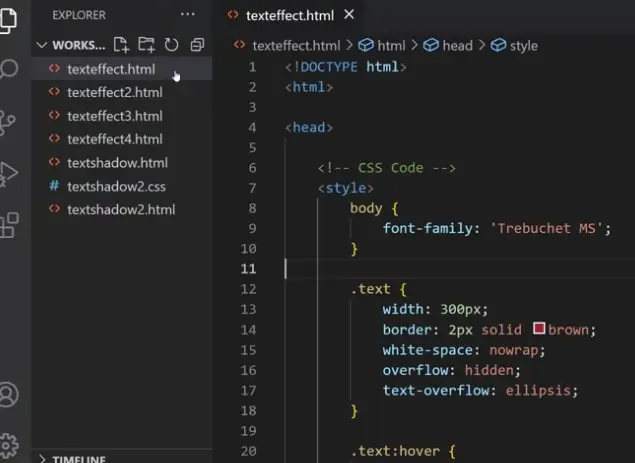 EXPLORER
WORKS...
texteffect.html
texteffect2.html
texteffect3.html
texteffect4.html
textshadow.html
# textshadow2.css
textshadow2.html
TIMELINE
texteffect.html
texteffect.html > html > head > style
1 <!DOCTYPE html>
2 <html>
3
4 <head>
5
6 <!-- CSS Code -->
7 <style>
8 body {
9 font-family: 'Trebuchet MS';
10 }
11
12 .text {
13 width: 300px;
14 border: 2px solid brown;
15 white-space: nowrap;
16 overflow: hidden;
17 text-overflow: ellipsis;
18 }
19
20 .text:hover {